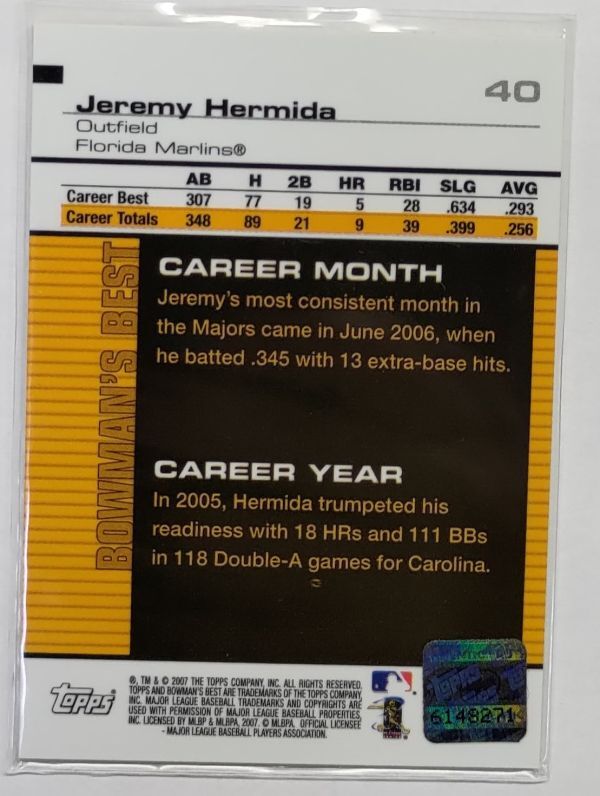 40
Jeremy Hermida
Outfield
Florida Marlins®
AB H 2B HR RBI SLG AVG
Career Best 307 77 19 5 28 .634 .293
Career Totals 348 89 21 9 39 .399 .256
BOWMAN'S BEST
CAREER MONTH
Jeremy's most consistent month in
the Majors came in June 2006, when
he batted .345 with 13 extra-base hits.
CAREER YEAR
In 2005, Hermida trumpeted his
readiness with 18 HRs and 111 BBs
in 118 Double-A games for Carolina.
Topps
®, TM & © 2007 THE TOPPS COMPANY, INC. ALL RIGHTS RESERVED.
TOPPS AND BOWMAN'S BEST ARE TRADEMARKS OF THE TOPPS COMPANY,
INC. MAJOR LEAGUE BASEBALL TRADEMARKS AND COPYRIGHTS ARE
USED WITH PERMISSION OF MAJOR LEAGUE BASEBALL PROPERTIES,
INC. LICENSED BY MLBP & MLBPA, 2007. © MLBPA. OFFICIAL LICENSEE
- MAJOR LEAGUE BASEBALL PLAYERS ASSOCIATION.
Topps
6148271